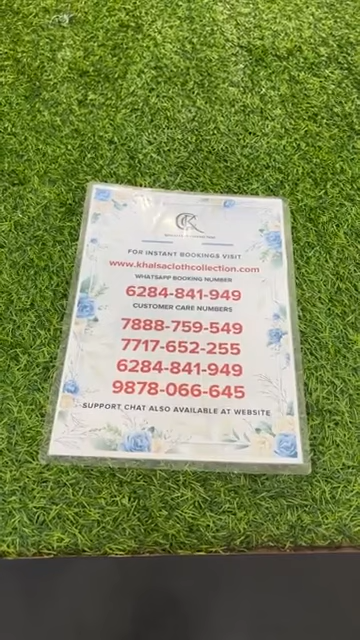 FOR INSTANT BOOKINGS VISIT
www.khalsaclothcollection.com
WHATSAPP BOOKING NUMBER
6284-841-949
CUSTOMER CARE NUMBERS
7888-759-549
7717-652-255
6284-841-949
9878-066-645
SUPPORT CHAT ALSO AVAILABLE AT WEBSITE